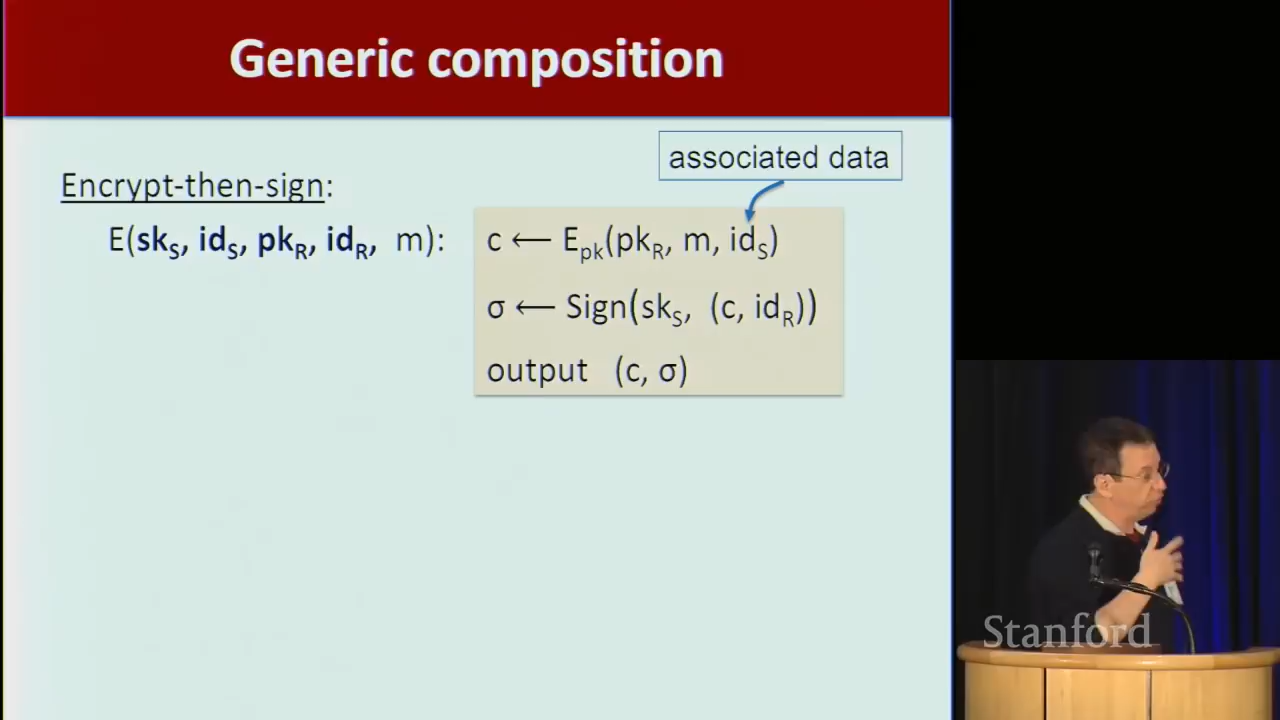 Generic composition
associated data
Encrypt-then-sign:
E(skS, idS, pkR, idR, m): c ⟵ Epk(pkR, m, idS)
σ ⟵ Sign(skS, (c, idR))
output (c, σ)
Stanford